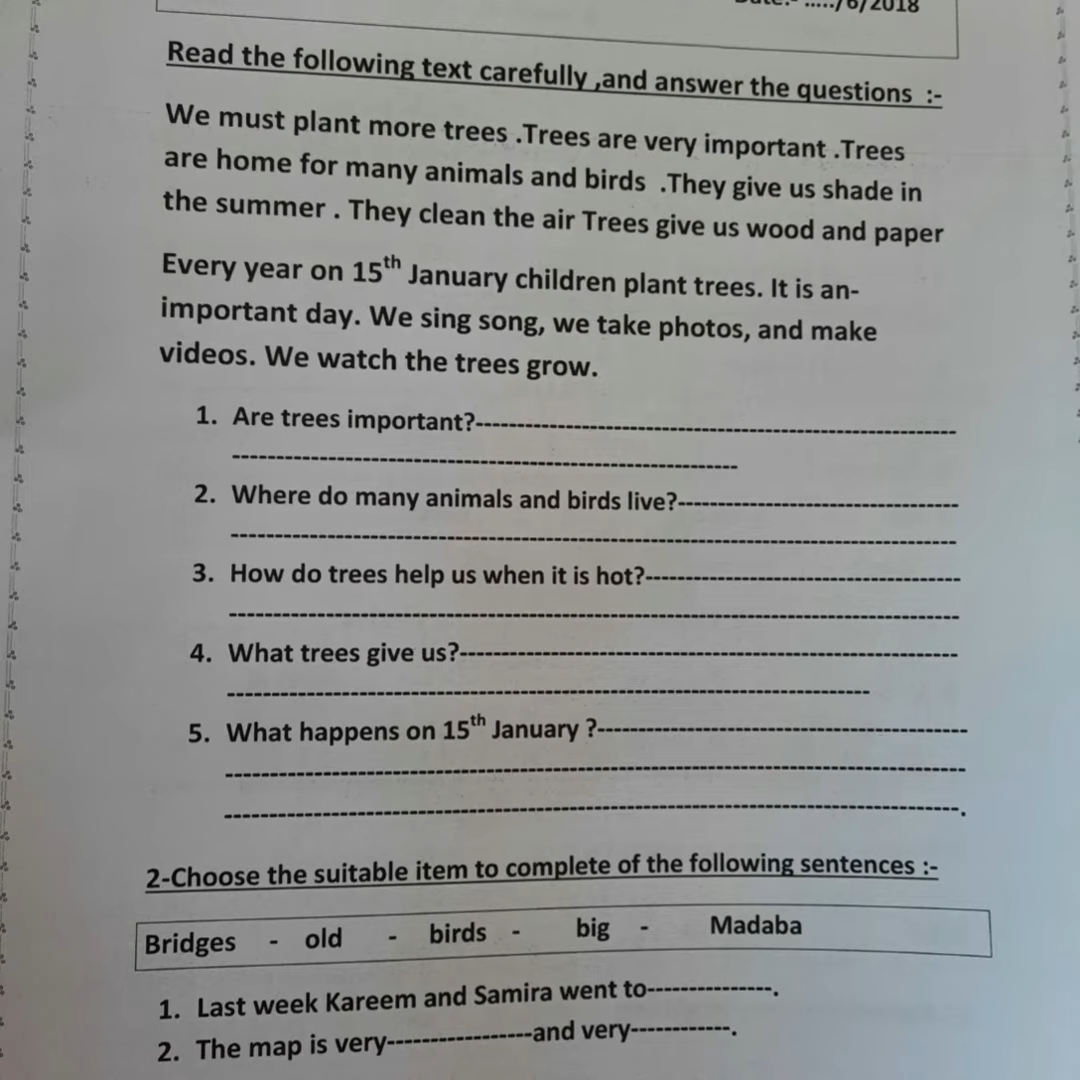 Date:- ...../6/2018
Read the following text carefully ,and answer the questions :-
We must plant more trees .Trees are very important .Trees
are home for many animals and birds .They give us shade in
the summer . They clean the air Trees give us wood and paper
Every year on 15th January children plant trees. It is an-
important day. We sing song, we take photos, and make
videos. We watch the trees grow.
1. Are trees important?--------------------------------------------------------
----------------------------------------------------------
2. Where do many animals and birds live?--------------------------------
------------------------------------------------------------------------------------
3. How do trees help us when it is hot?------------------------------------
------------------------------------------------------------------------------------
4. What trees give us?---------------------------------------------------------
--------------------------------------------------------------------------
5. What happens on 15th January ?------------------------------------------
------------------------------------------------------------------------------------
------------------------------------------------------------------------------------.
2-Choose the suitable item to complete of the following sentences :-
Bridges - old - birds - big - Madaba
1. Last week Kareem and Samira went to---------------.
2. The map is very-----------------and very------------.